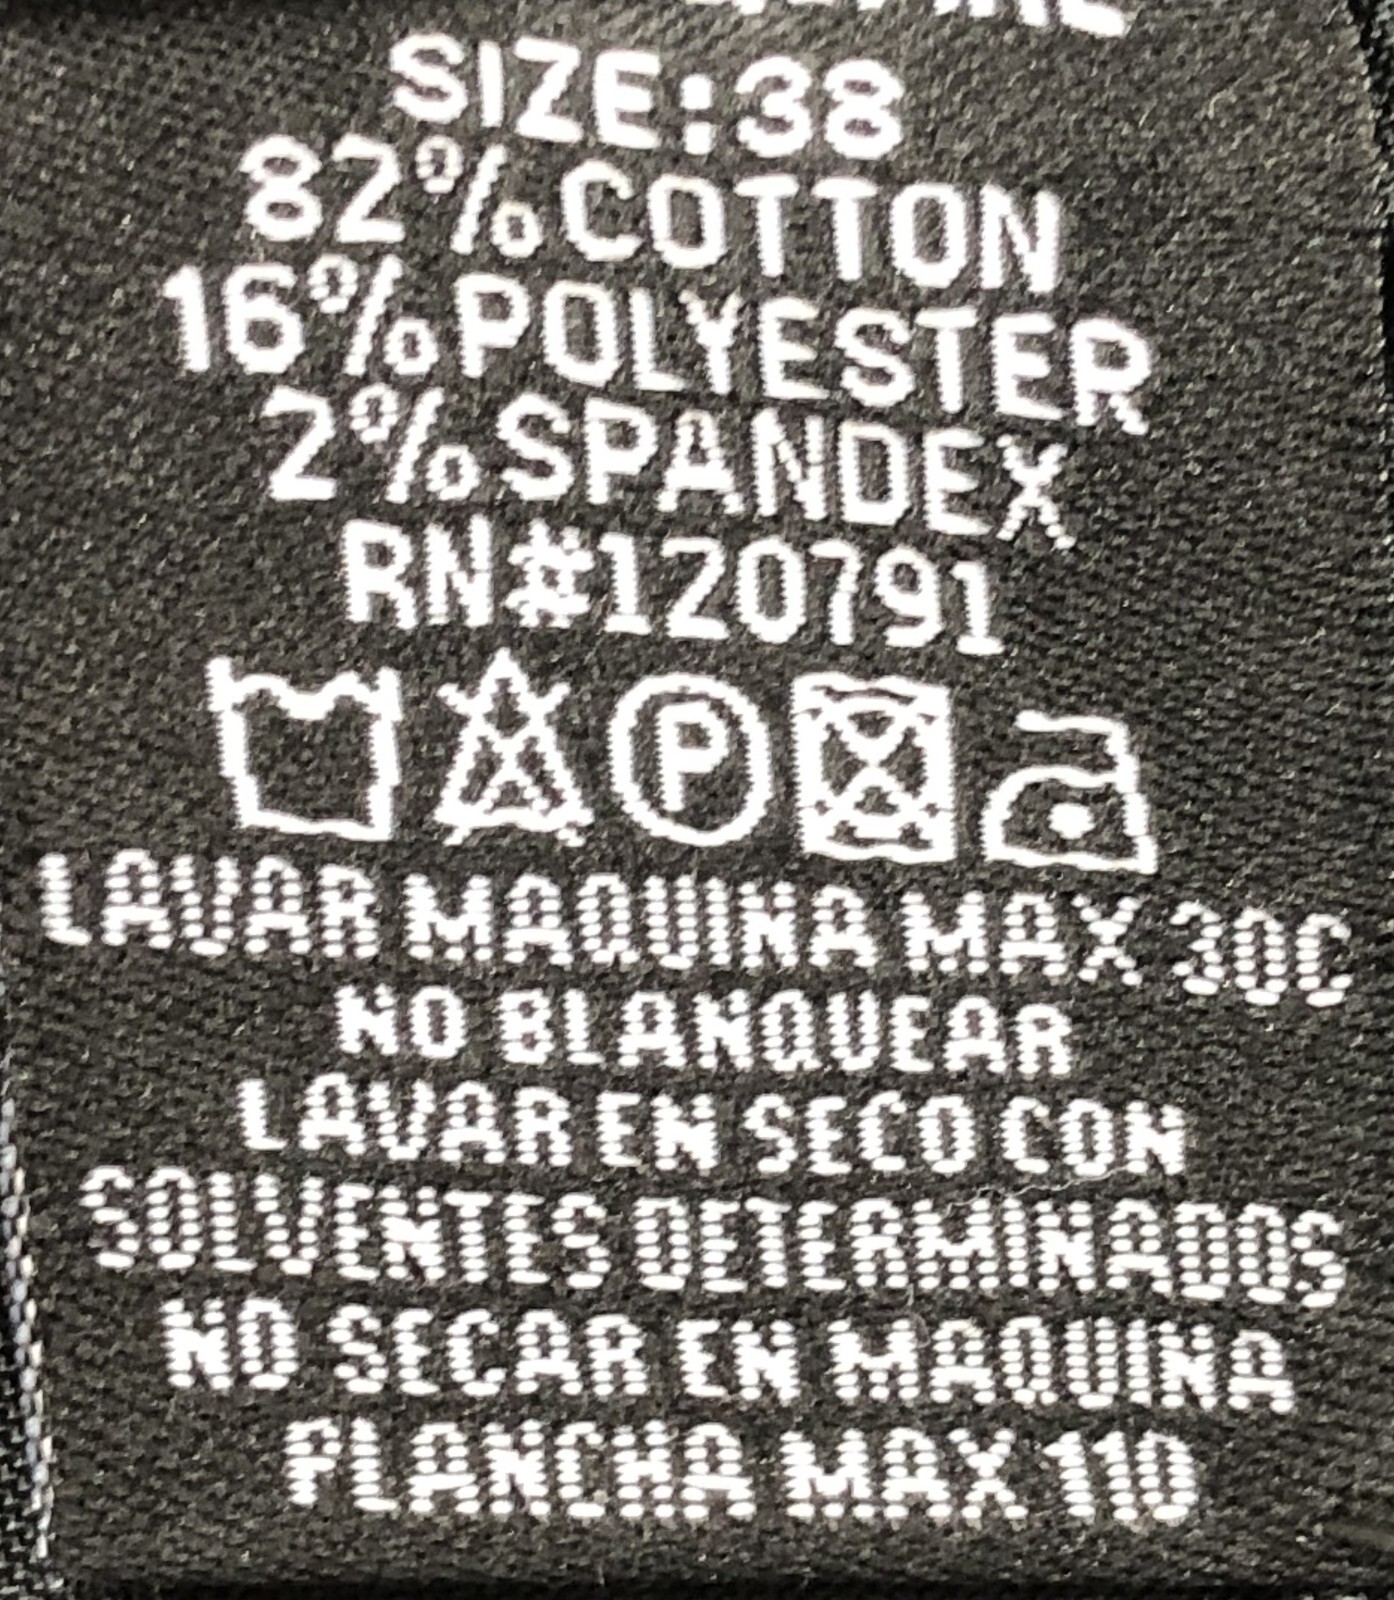 SIZE:38
82%COTTON
16%POLYESTER
2%SPANDEX
RN#120791
P
LAVAR MAQUINA MAX 30C
NO BLANQUEAR
LAVAR EN SECO CON
SOLVENTES DETERMINADOS
NO SECAR EN MAQUINA
PLANCHA MAX 110